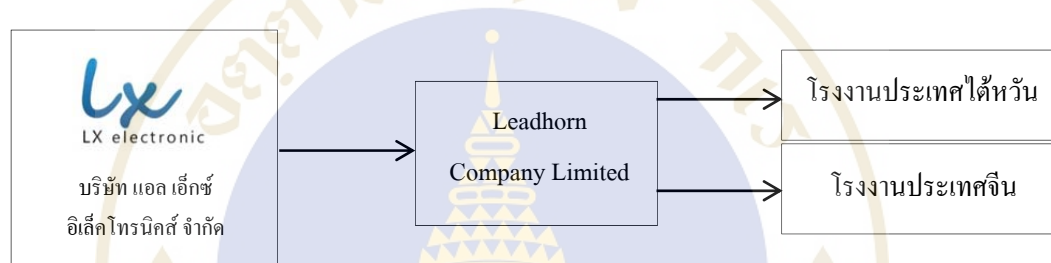 Lx
LX electronic
บริษัท แอล เอ็กซ์
อิเล็คโทรนิคส์ จำกัด
Leadhorn
Company Limited
โรงงานประเทศไต้หวัน
โรงงานประเทศจีน